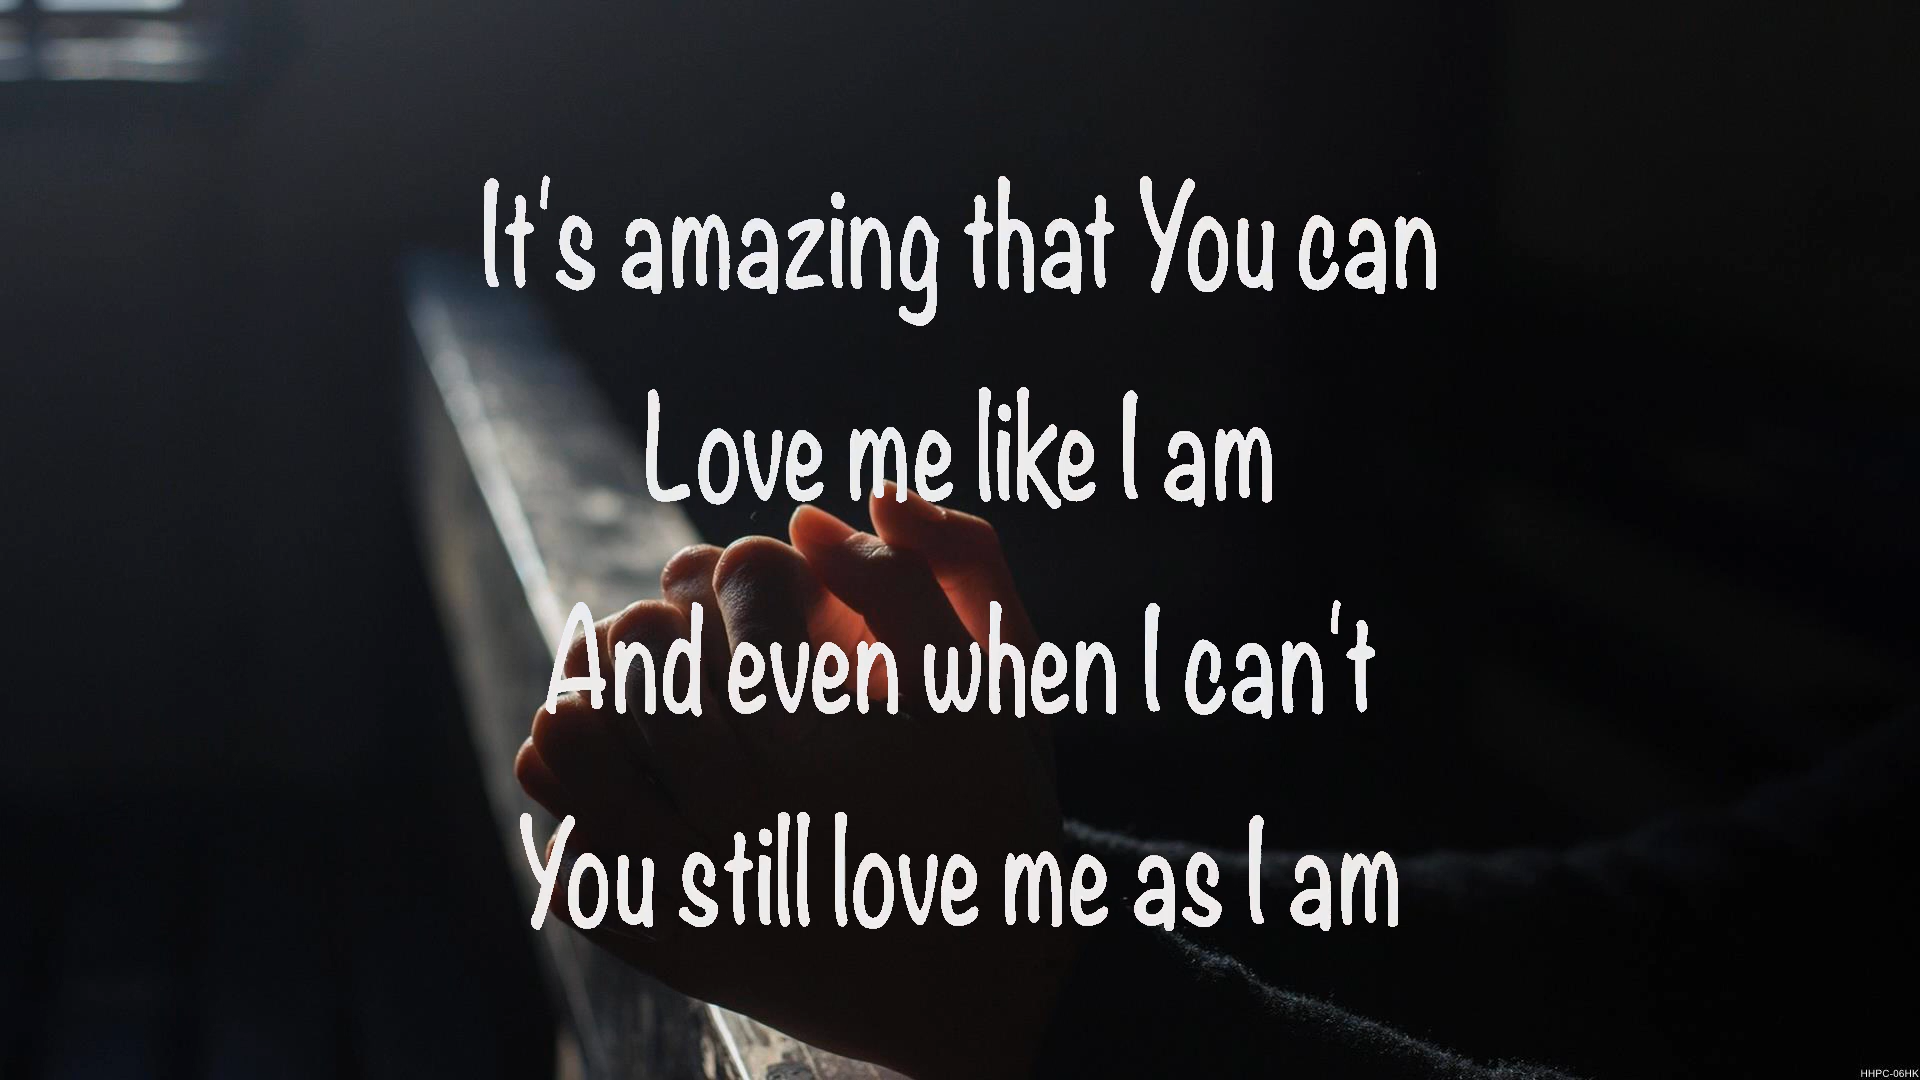 It's amazing that You can
Love me like I am
And even when I can't
You still love me as I am
HHPC-06HK